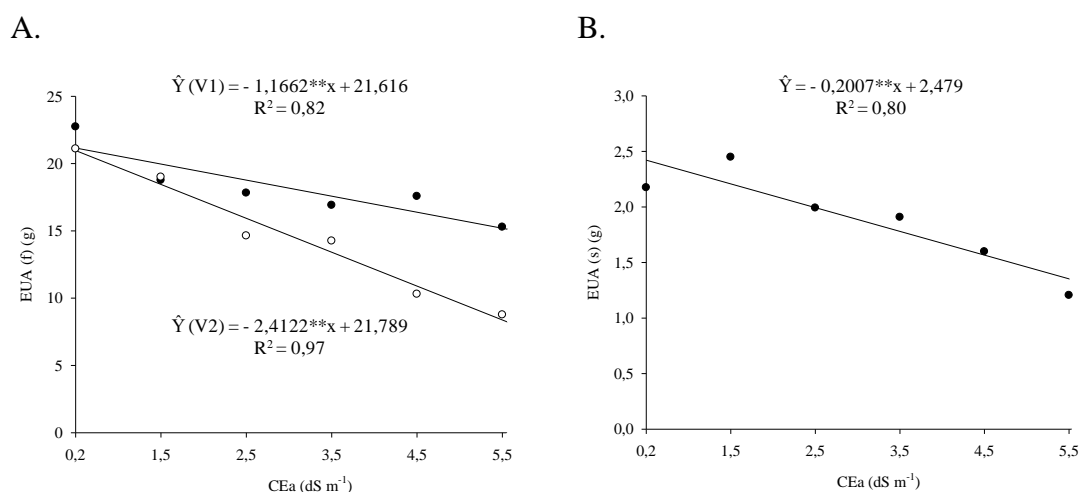 A.
Ŷ (V1) = - 1,1662**x + 21,616
R² = 0,82
25
20
15
10
5
0
EUA (f) (g)
Ŷ (V2) = - 2,4122**x + 21,789
R² = 0,97
0,2 1,5 2,5 3,5 4,5 5,5
CEa (dS m⁻¹)
B.
Ŷ = - 0,2007**x + 2,479
R² = 0,80
3,0
2,5
2,0
1,5
1,0
0,5
0,0
EUA (s) (g)
0,2 1,5 2,5 3,5 4,5 5,5
CEa (dS m⁻¹)